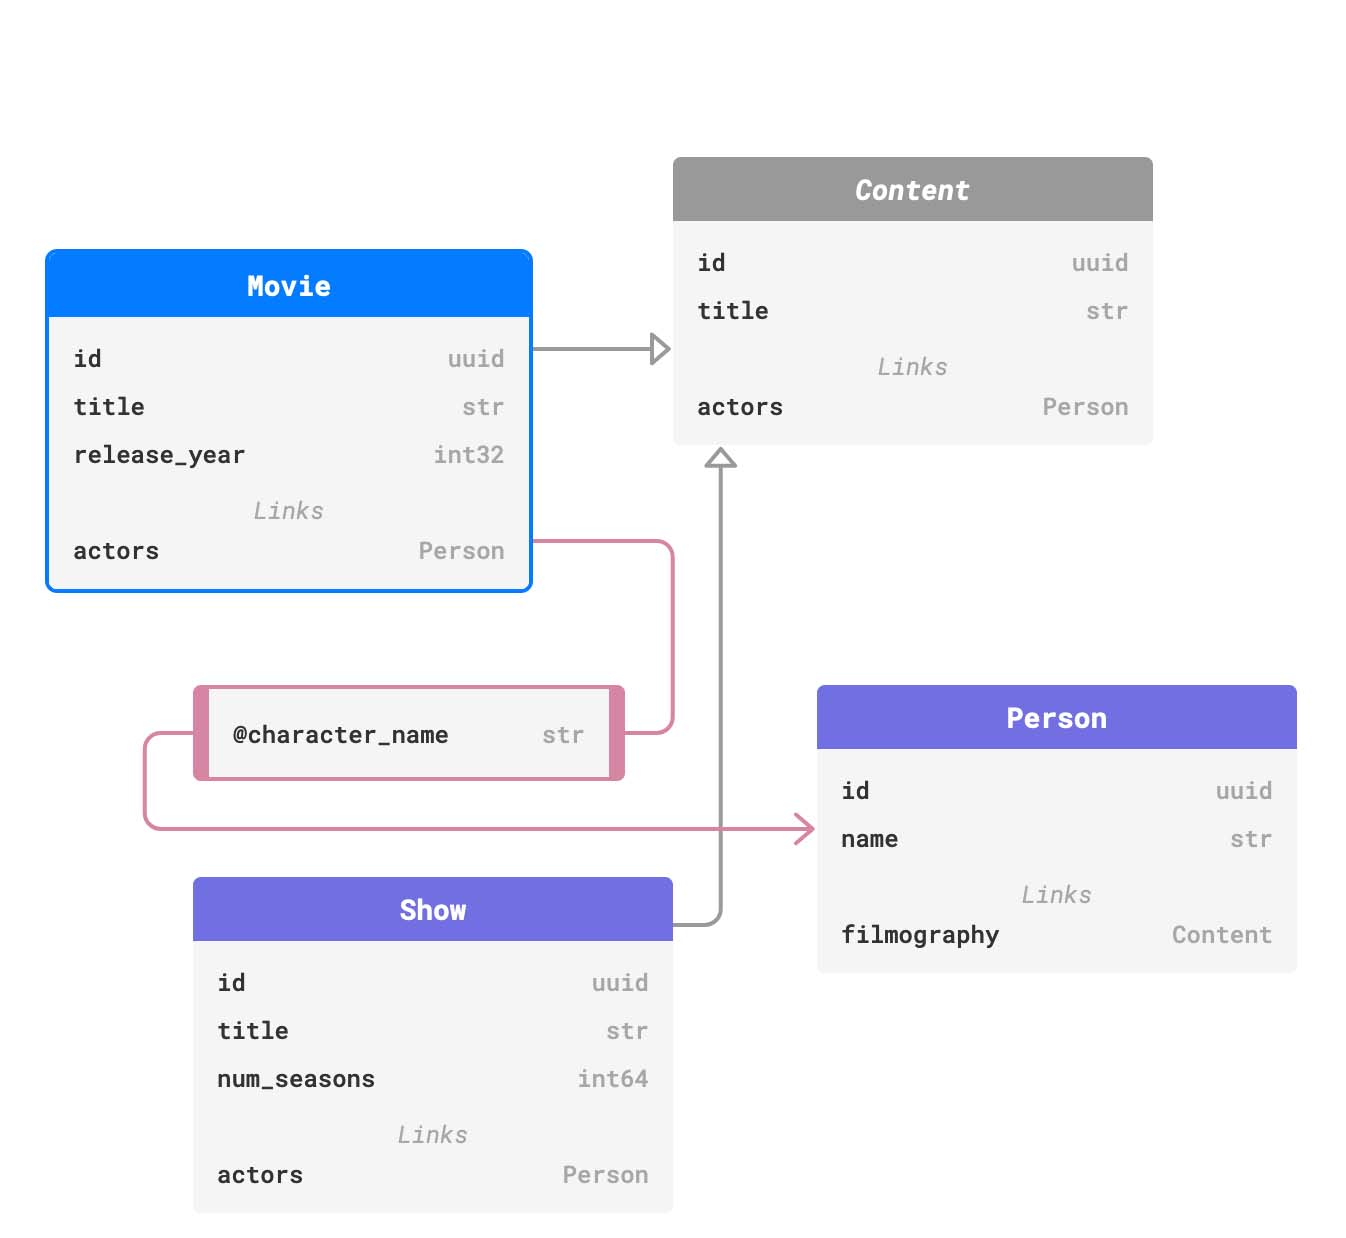 Content
id uuid
title str
Links
actors Person
Movie
id uuid
title str
release_year int32
Links
actors Person
@character_name str
Person
id uuid
name str
Links
filmography Content
Show
id uuid
title str
num_seasons int64
Links
actors Person